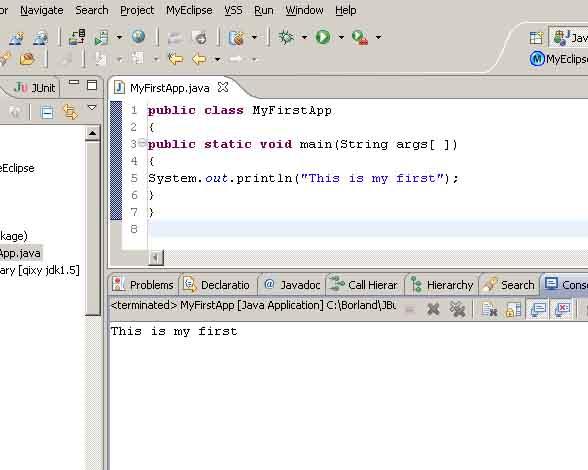 or Navigate Search Project MyEclipse VSS Run Window Help
Jav
MyEclips
JUnit
MyFirstApp.java
1 public class MyFirstApp
2 {
3 public static void main(String args[ ])
4 {
5 System.out.println("This is my first");
6 }
7 }
8
eEclipse
kage)
App.java
ary [qixy jdk1.5]
Problems Declaratio Javadoc Call Hierar Hierarchy Search Conso
<terminated> MyFirstApp [Java Application] C:\Borland\JBu
This is my first